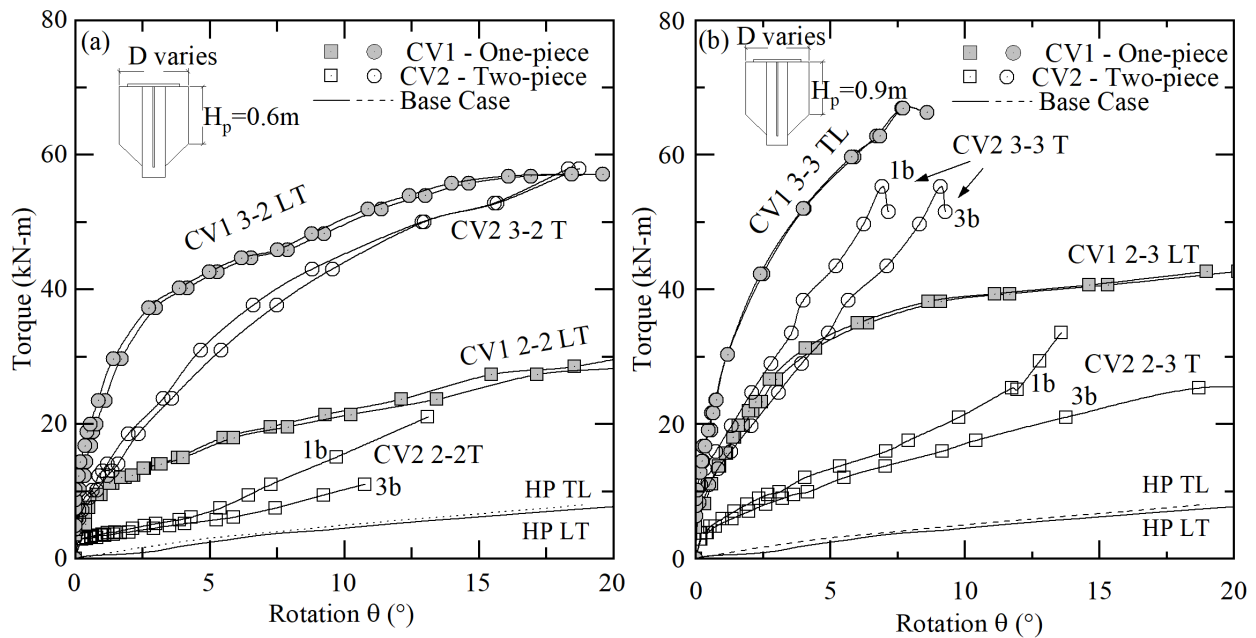 (a)
D varies
H_p=0.6m
CV1 - One-piece
CV2 - Two-piece
Base Case
CV1 3-2 LT
CV2 3-2 T
CV1 2-2 LT
1b
CV2 2-2T
3b
HP TL
HP LT
80
60
40
20
0
Torque (kN-m)
0 5 10 15 20
Rotation θ (°)
(b)
D varies
H_p=0.9m
CV1 - One-piece
CV2 - Two-piece
Base Case
CV1 3-3 TL
CV2 3-3 T
1b
3b
CV1 2-3 LT
CV2 2-3 T
1b
3b
HP TL
HP LT
80
60
40
20
0
Torque (kN-m)
0 5 10 15 20
Rotation θ (°)